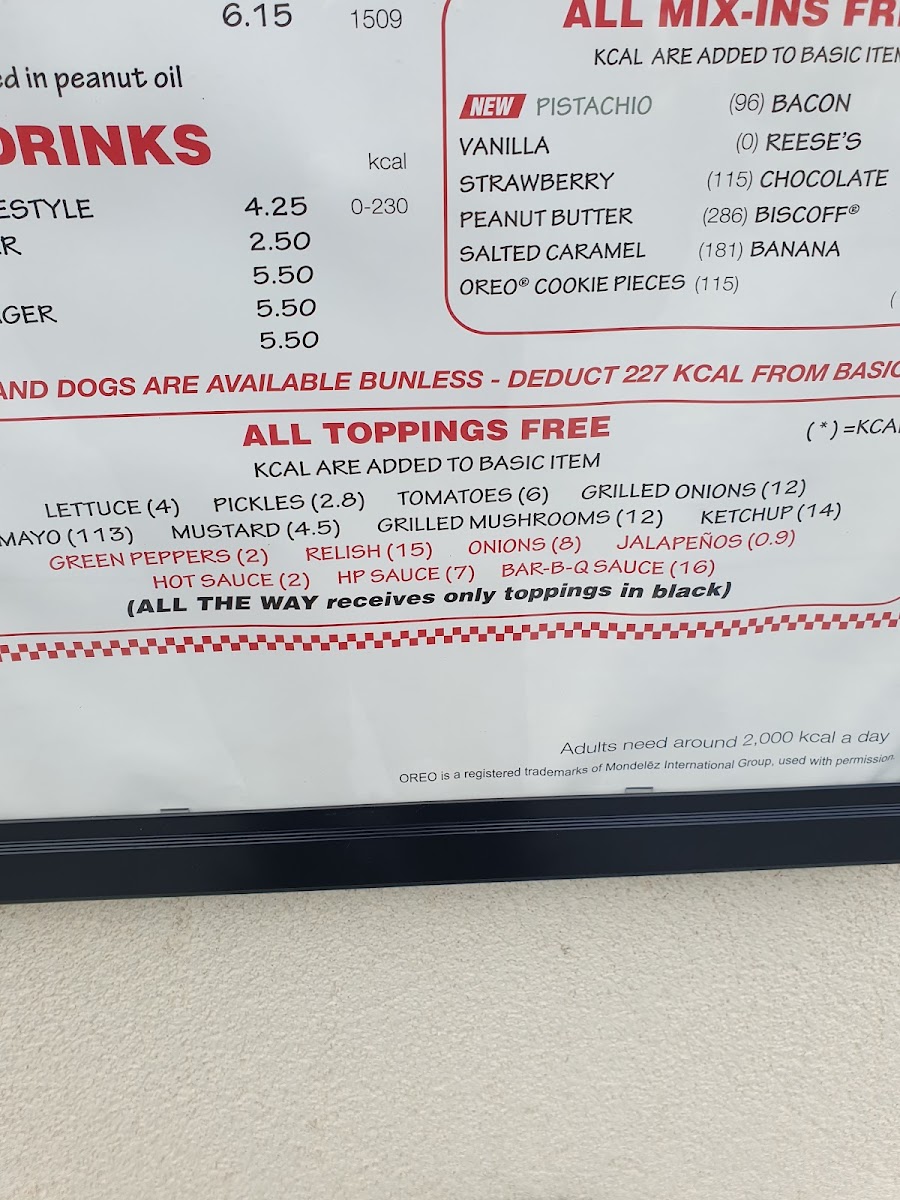 6.15 1509
ed in peanut oil
DRINKS
kcal
ESTYLE 4.25 0-230
R 2.50
5.50
GER 5.50
5.50
ALL MIX-INS FR
KCAL ARE ADDED TO BASIC ITEM
NEW PISTACHIO (96) BACON
VANILLA (0) REESE'S
STRAWBERRY (115) CHOCOLATE
PEANUT BUTTER (286) BISCOFF®
SALTED CARAMEL (181) BANANA
OREO® COOKIE PIECES (115)
(
AND DOGS ARE AVAILABLE BUNLESS - DEDUCT 227 KCAL FROM BASIC
ALL TOPPINGS FREE (*)=KCAL
KCAL ARE ADDED TO BASIC ITEM
LETTUCE (4) PICKLES (2.8) TOMATOES (6) GRILLED ONIONS (12)
MAYO (113) MUSTARD (4.5) GRILLED MUSHROOMS (12) KETCHUP (14)
GREEN PEPPERS (2) RELISH (15) ONIONS (8) JALAPEÑOS (0.9)
HOT SAUCE (2) HP SAUCE (7) BAR-B-Q SAUCE (16)
(ALL THE WAY receives only toppings in black)
Adults need around 2,000 kcal a day
OREO is a registered trademarks of Mondelēz International Group, used with permission